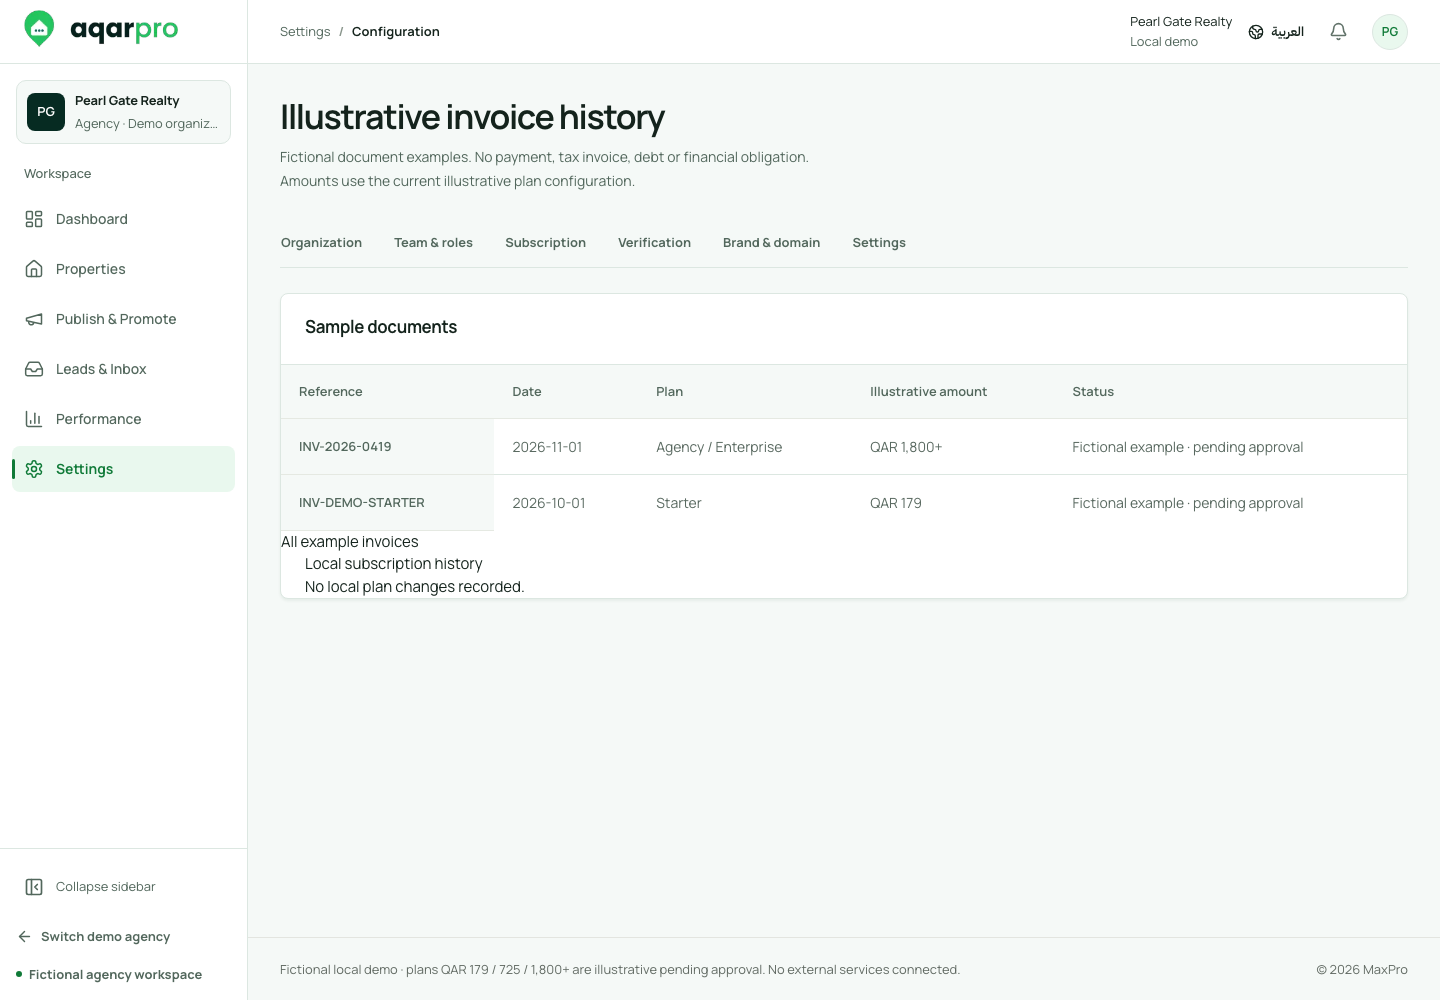 aqarpro
Settings / Configuration
Pearl Gate Realty
Local demo
العربية
PG
PG
Pearl Gate Realty
Agency · Demo organiz...
Workspace
Dashboard
Properties
Publish & Promote
Leads & Inbox
Performance
Settings
Collapse sidebar
Switch demo agency
Fictional agency workspace
Illustrative invoice history
Fictional document examples. No payment, tax invoice, debt or financial obligation.
Amounts use the current illustrative plan configuration.
Organization Team & roles Subscription Verification Brand & domain Settings
Sample documents
Reference Date Plan Illustrative amount Status
INV-2026-0419 2026-11-01 Agency / Enterprise QAR 1,800+ Fictional example · pending approval
INV-DEMO-STARTER 2026-10-01 Starter QAR 179 Fictional example · pending approval
All example invoices
Local subscription history
No local plan changes recorded.
Fictional local demo · plans QAR 179 / 725 / 1,800+ are illustrative pending approval. No external services connected.
© 2026 MaxPro